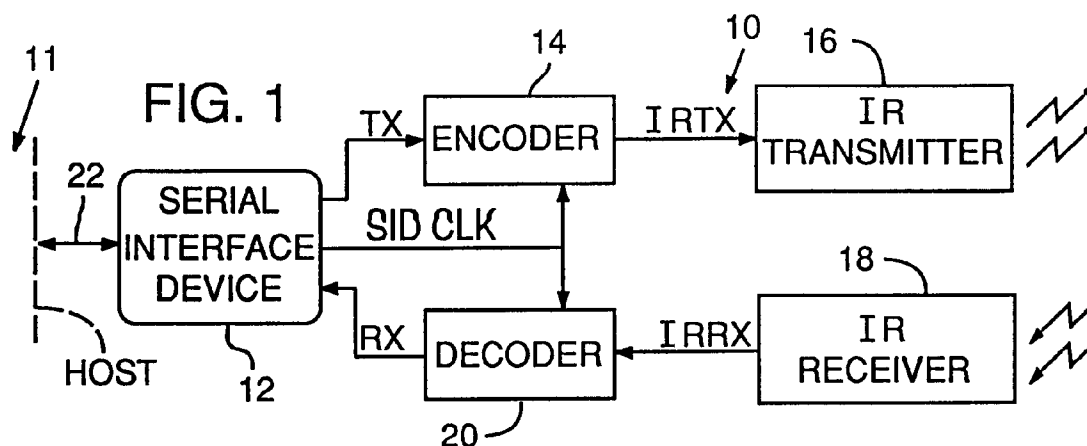 11
FIG. 1
22
SERIAL
INTERFACE
DEVICE
12
HOST
TX
SID CLK
RX
14
ENCODER
IRTX
10
16
IR
TRANSMITTER
DECODER
20
IRRX
18
IR
RECEIVER